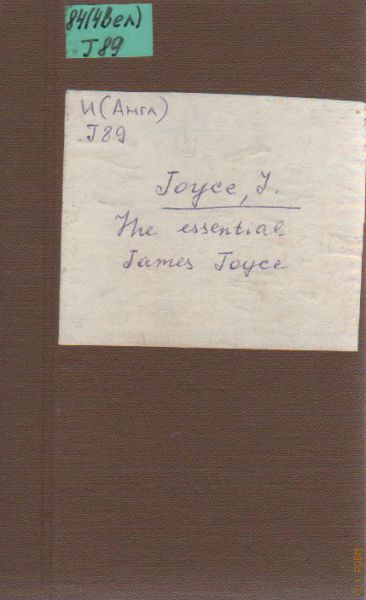 84(4Вел)
J89
И(Англ)
J89
Joyce, J.
The essential
James Joyce